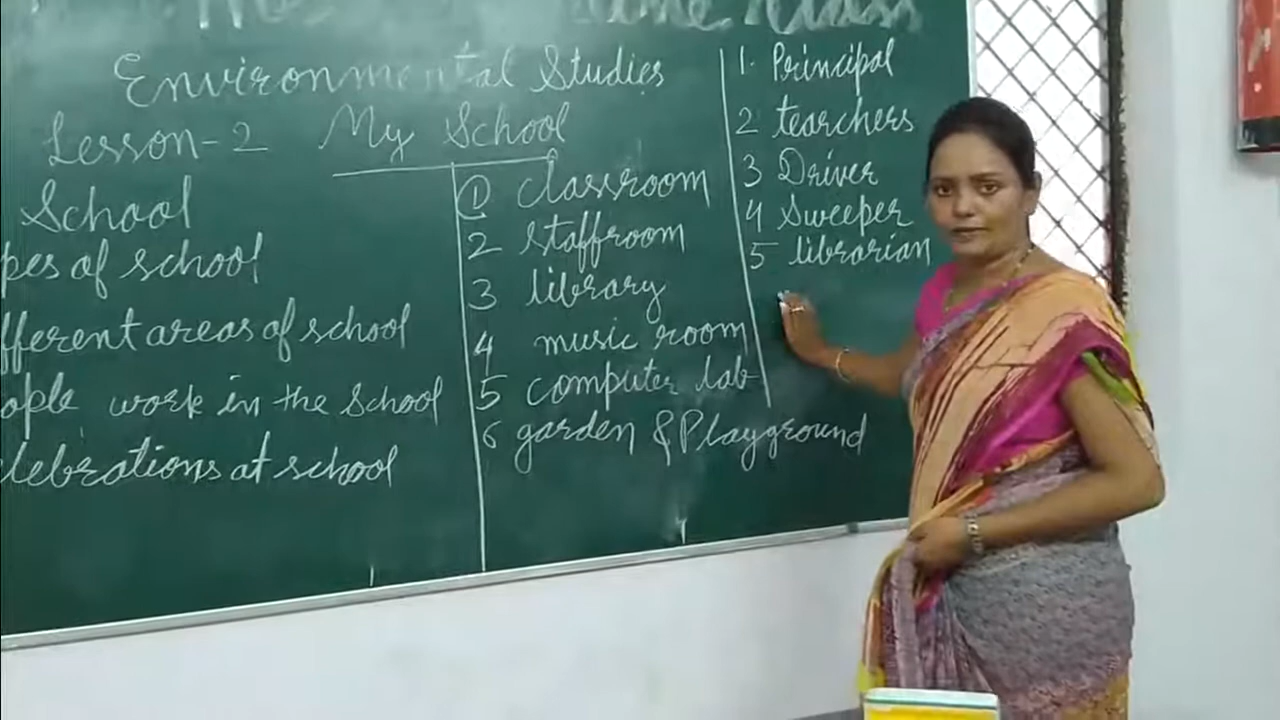 Environmental Studies
Lesson-2 My School
School
pes of school
fferent areas of school
ople work in the School
lebrations at school
① classroom
2 staffroom
3 library
4 music room
5 computer lab
6 garden & Playground
1. Principal
2 tearchers
3 Driver
4 Sweeper
5 librarian